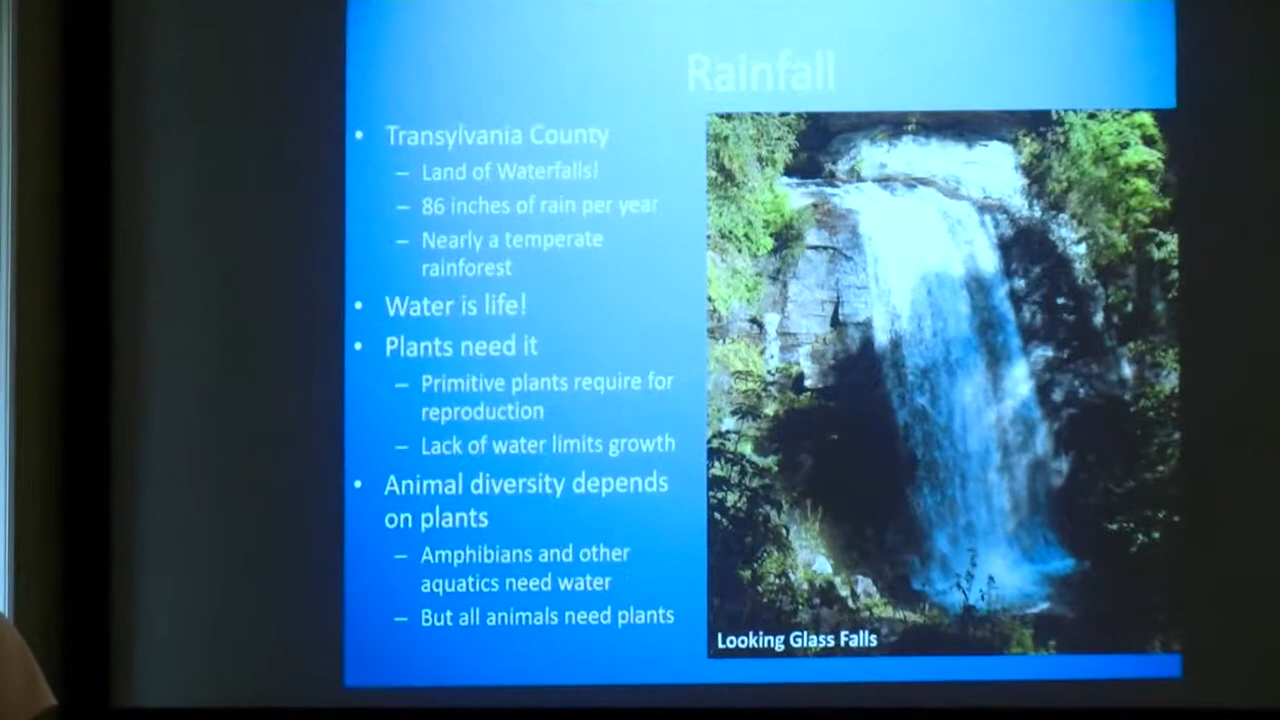 Rainfall
• Transylvania County
– Land of Waterfalls!
– 86 inches of rain per year
– Nearly a temperate
rainforest
• Water is life!
• Plants need it
– Primitive plants require for
reproduction
– Lack of water limits growth
• Animal diversity depends
on plants
– Amphibians and other
aquatics need water
– But all animals need plants
Looking Glass Falls